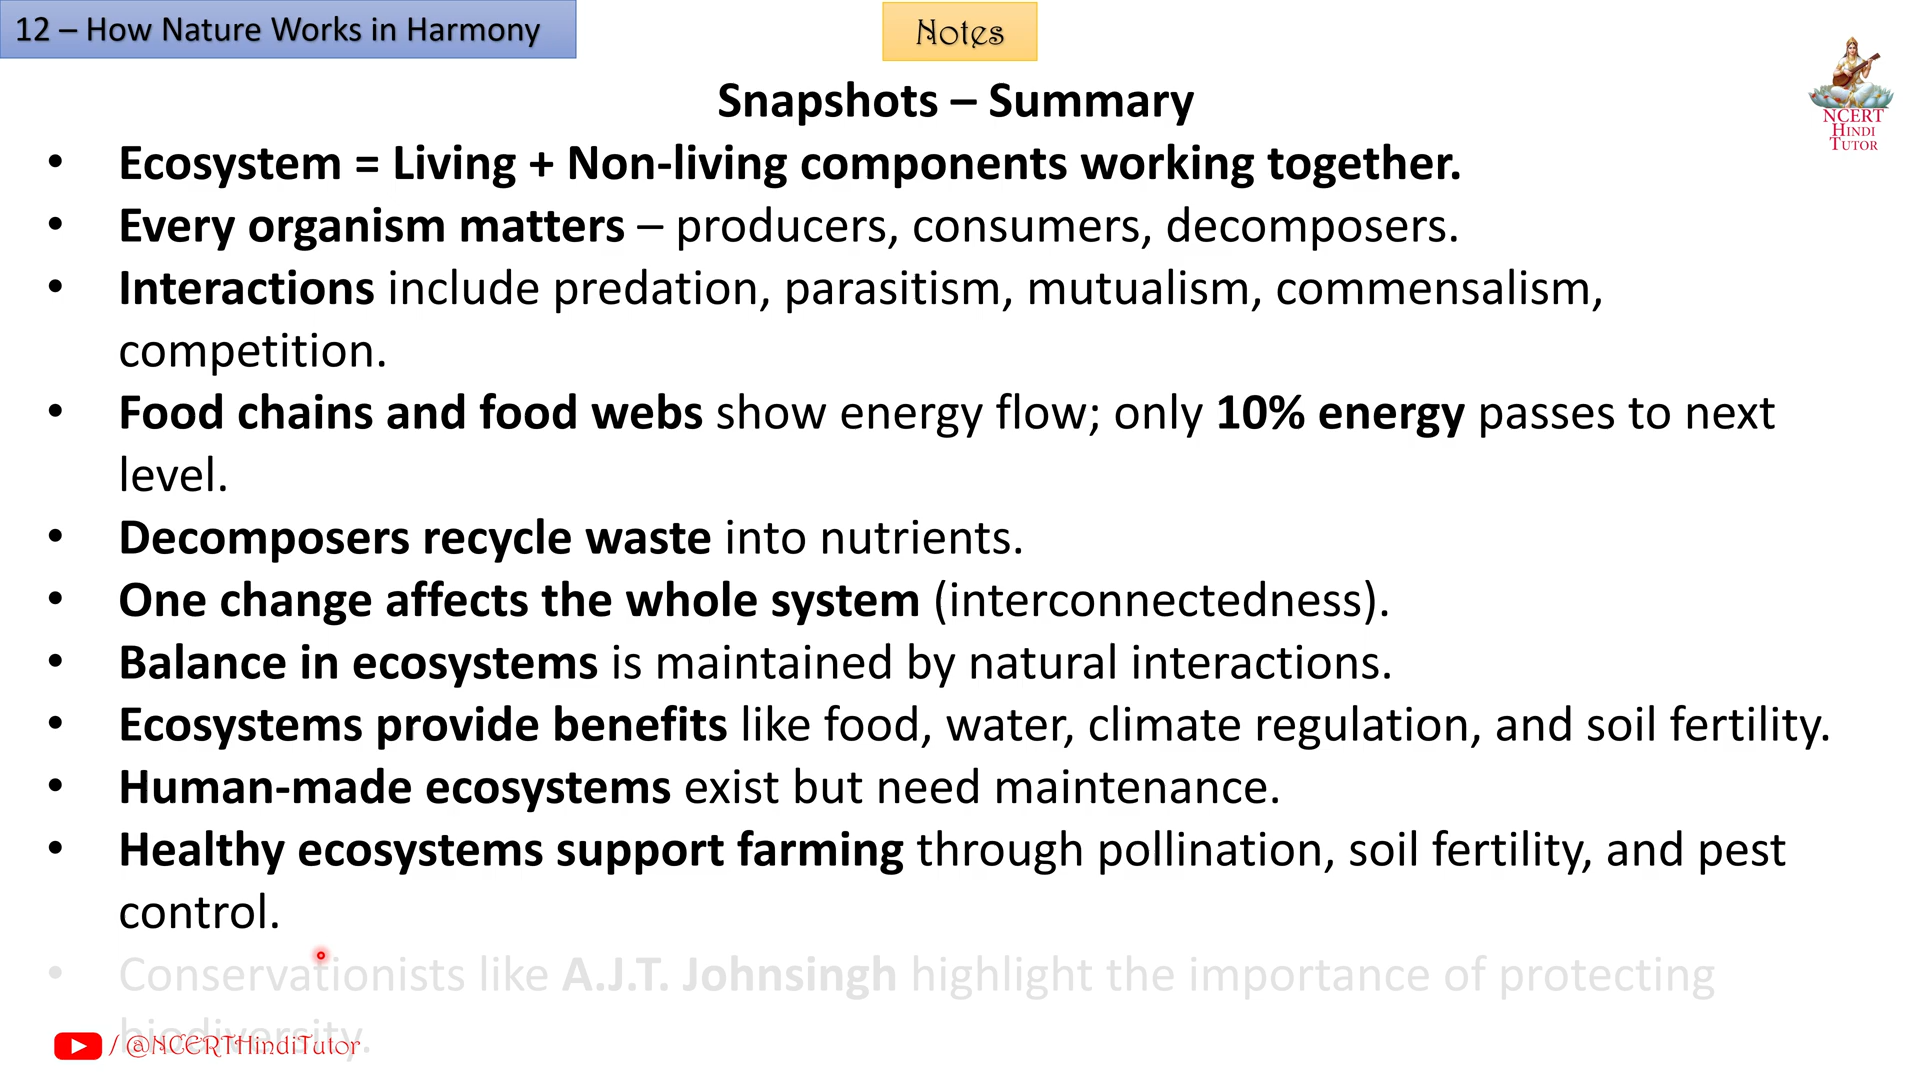 12 – How Nature Works in Harmony
Notes
NCERT
HINDI
TUTOR
Snapshots – Summary
• Ecosystem = Living + Non-living components working together.
• Every organism matters – producers, consumers, decomposers.
• Interactions include predation, parasitism, mutualism, commensalism,
competition.
• Food chains and food webs show energy flow; only 10% energy passes to next
level.
• Decomposers recycle waste into nutrients.
• One change affects the whole system (interconnectedness).
• Balance in ecosystems is maintained by natural interactions.
• Ecosystems provide benefits like food, water, climate regulation, and soil fertility.
• Human-made ecosystems exist but need maintenance.
• Healthy ecosystems support farming through pollination, soil fertility, and pest
control.
• Conservationists like A.J.T. Johnsingh highlight the importance of protecting
biodiversity.
/ @NCERTHindiTutor